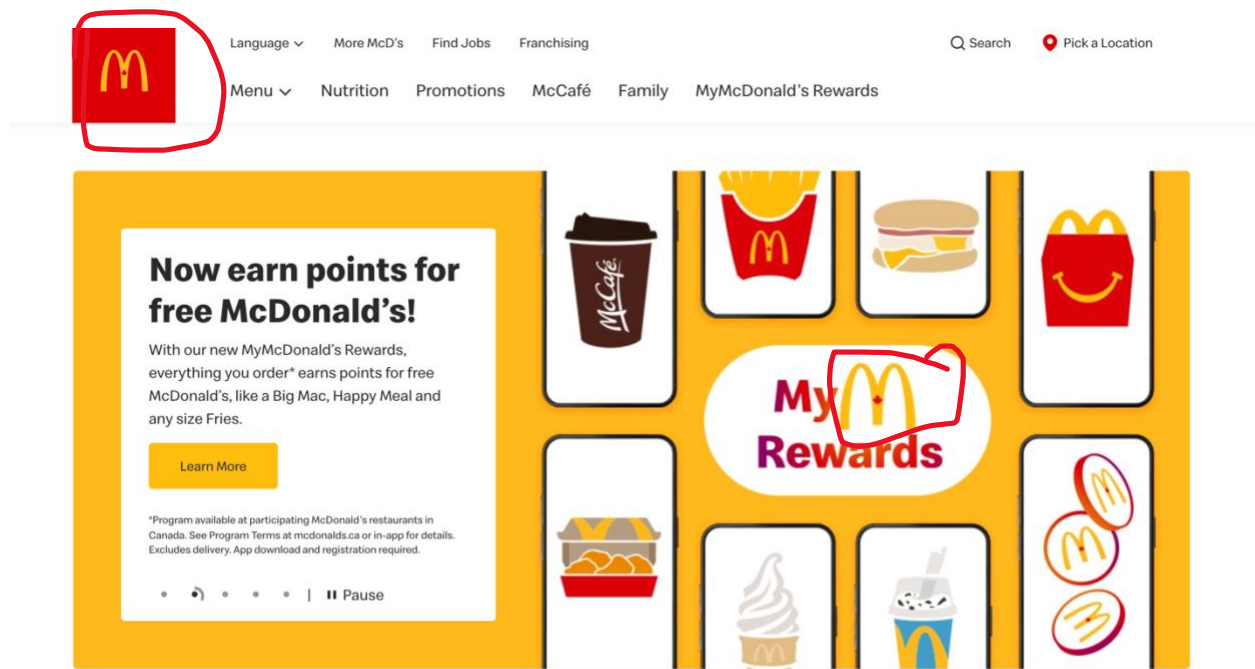 Language More McD's Find Jobs Franchising Search Pick a Location
Menu Nutrition Promotions McCafé Family MyMcDonald's Rewards
Now earn points for
free McDonald's!
With our new MyMcDonald's Rewards,
everything you order* earns points for free
McDonald's, like a Big Mac, Happy Meal and
any size Fries.
Learn More
*Program available at participating McDonald's restaurants in
Canada. See Program Terms at mcdonalds.ca or in-app for details.
Excludes delivery. App download and registration required.
Pause
McCafé
My
Rewards